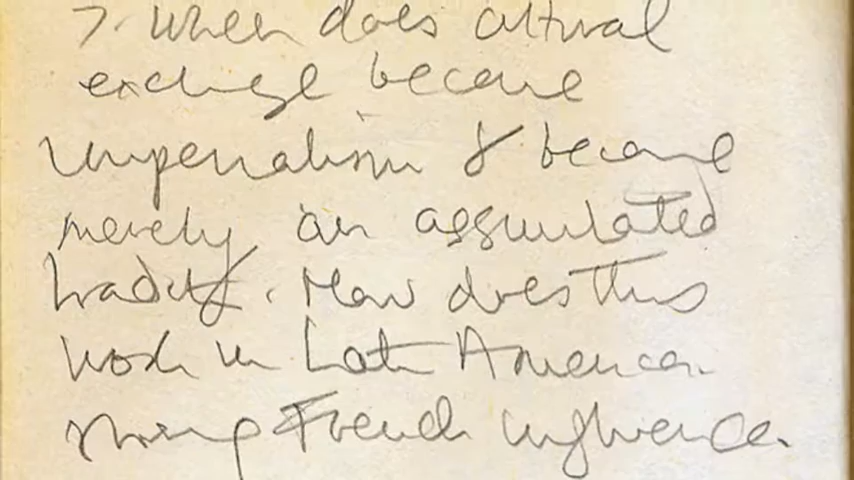 7. When does cultural
exchange become
imperialism & become
merely an assimilated
tradition. How does this
work in Latin America.
Strong French influence.